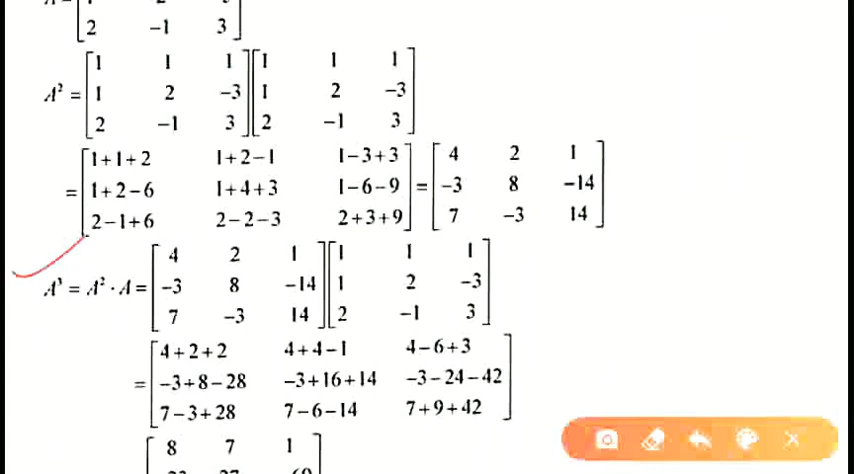 2 −1 3
A² = [1 1 1; 1 2 −3; 2 −1 3] [1 1 1; 1 2 −3; 2 −1 3]
= [1+1+2 1+2−1 1−3+3; 1+2−6 1+4+3 1−6−9; 2−1+6 2−2−3 2+3+9] = [4 2 1; −3 8 −14; 7 −3 14]
A³ = A² · A = [4 2 1; −3 8 −14; 7 −3 14] [1 1 1; 1 2 −3; 2 −1 3]
= [4+2+2 4+4−1 4−6+3; −3+8−28 −3+16+14 −3−24−42; 7−3+28 7−6−14 7+9+42]
8 7 1